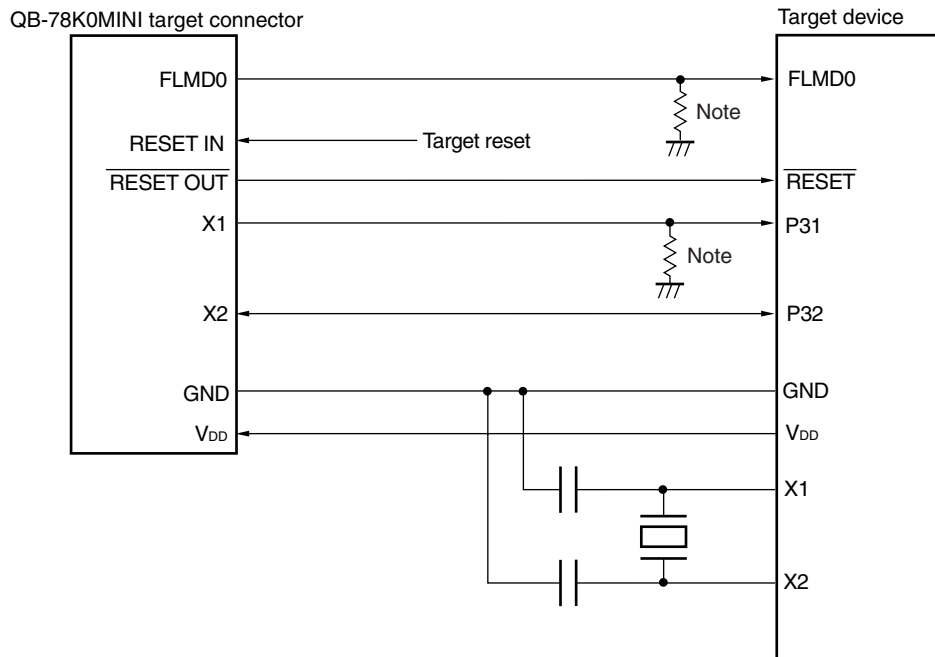 QB-78K0MINI target connector
Target device
FLMD0
FLMD0
Note
RESET IN
Target reset
RESET OUT
RESET
X1
P31
Note
X2
P32
GND
GND
VDD
VDD
X1
X2